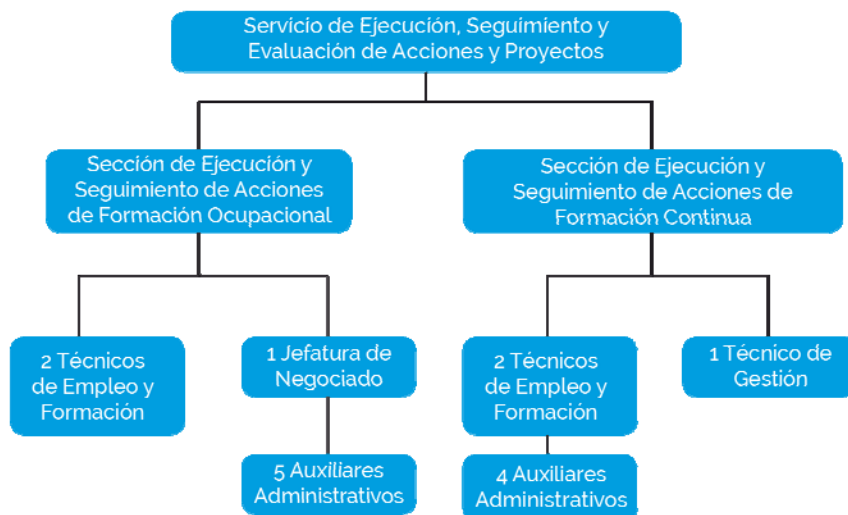 Servicio de Ejecución, Seguimiento y
Evaluación de Acciones y Proyectos
Sección de Ejecución y
Seguimiento de Acciones
de Formación Ocupacional
Sección de Ejecución y
Seguimiento de Acciones de
Formación Continua
2 Técnicos
de Empleo y
Formación
1 Jefatura de
Negociado
2 Técnicos
de Empleo y
Formación
1 Técnico de
Gestión
5 Auxiliares
Administrativos
4 Auxiliares
Administrativos